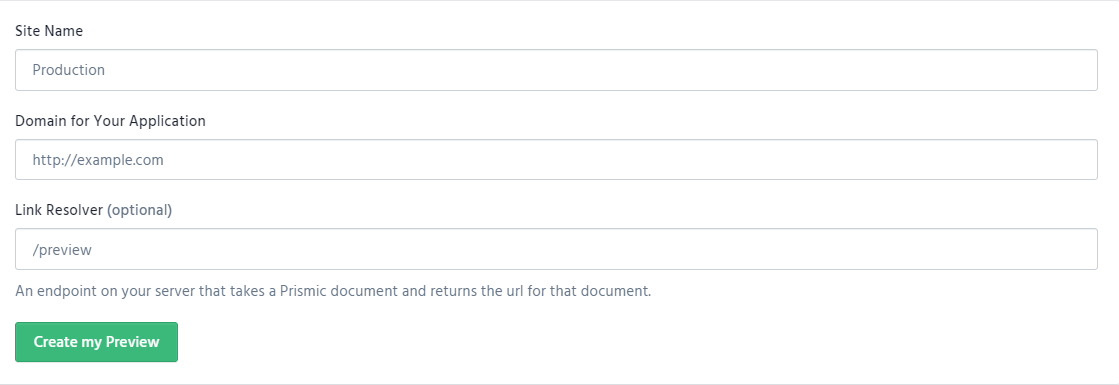 Site Name
Production
Domain for Your Application
http://example.com
Link Resolver (optional)
/preview
An endpoint on your server that takes a Prismic document and returns the url for that document.
Create my Preview